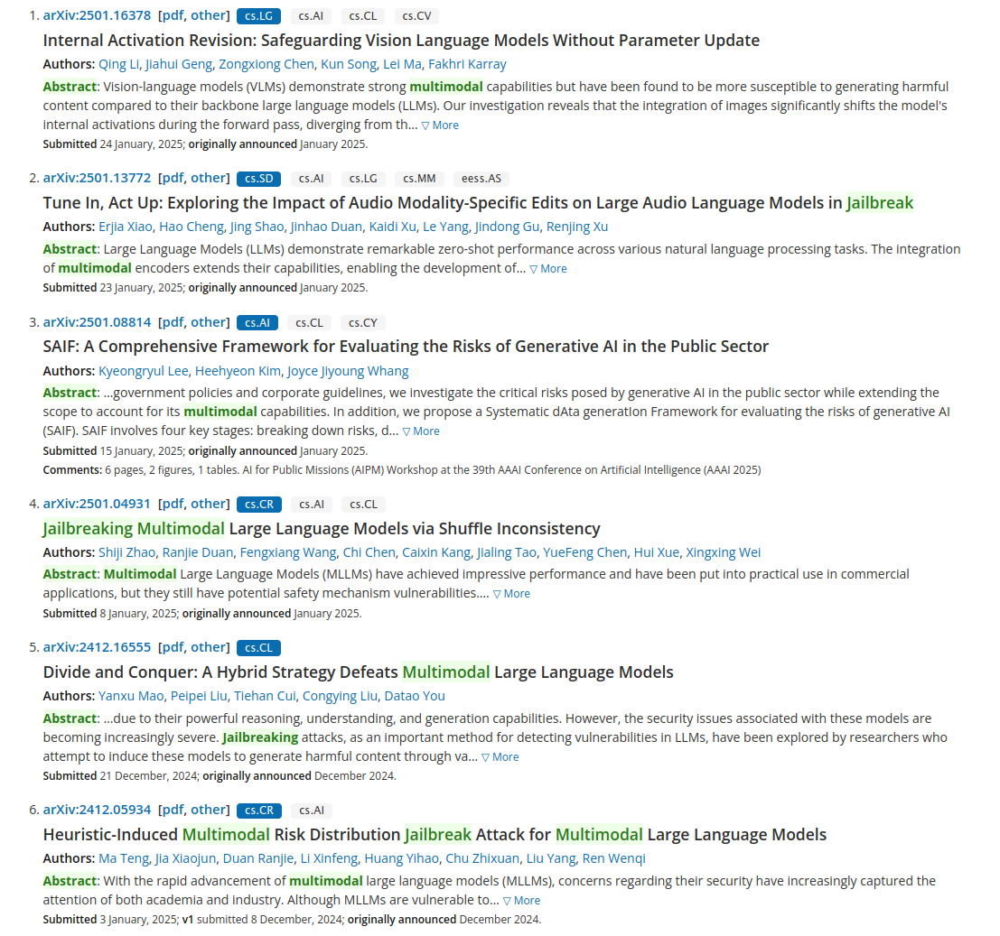 1. arXiv:2501.16378 [pdf, other] cs.LG cs.AI cs.CL cs.CV
Internal Activation Revision: Safeguarding Vision Language Models Without Parameter Update
Authors: Qing Li, Jiahui Geng, Zongxiong Chen, Kun Song, Lei Ma, Fakhri Karray
Abstract: Vision-language models (VLMs) demonstrate strong multimodal capabilities but have been found to be more susceptible to generating harmful
content compared to their backbone large language models (LLMs). Our investigation reveals that the integration of images significantly shifts the model's
internal activations during the forward pass, diverging from th... ▽ More
Submitted 24 January, 2025; originally announced January 2025.
2. arXiv:2501.13772 [pdf, other] cs.SD cs.AI cs.LG cs.MM eess.AS
Tune In, Act Up: Exploring the Impact of Audio Modality-Specific Edits on Large Audio Language Models in Jailbreak
Authors: Erjia Xiao, Hao Cheng, Jing Shao, Jinhao Duan, Kaidi Xu, Le Yang, Jindong Gu, Renjing Xu
Abstract: Large Language Models (LLMs) demonstrate remarkable zero-shot performance across various natural language processing tasks. The integration
of multimodal encoders extends their capabilities, enabling the development of... ▽ More
Submitted 23 January, 2025; originally announced January 2025.
3. arXiv:2501.08814 [pdf, other] cs.AI cs.CL cs.CY
SAIF: A Comprehensive Framework for Evaluating the Risks of Generative AI in the Public Sector
Authors: Kyeongryul Lee, Heehyeon Kim, Joyce Jiyoung Whang
Abstract: ...government policies and corporate guidelines, we investigate the critical risks posed by generative AI in the public sector while extending the
scope to account for its multimodal capabilities. In addition, we propose a Systematic dAta generatIon Framework for evaluating the risks of generative AI
(SAIF). SAIF involves four key stages: breaking down risks, d... ▽ More
Submitted 15 January, 2025; originally announced January 2025.
Comments: 6 pages, 2 figures, 1 tables. AI for Public Missions (AIPM) Workshop at the 39th AAAI Conference on Artificial Intelligence (AAAI 2025)
4. arXiv:2501.04931 [pdf, other] cs.CR cs.AI cs.CL
Jailbreaking Multimodal Large Language Models via Shuffle Inconsistency
Authors: Shiji Zhao, Ranjie Duan, Fengxiang Wang, Chi Chen, Caixin Kang, Jialing Tao, YueFeng Chen, Hui Xue, Xingxing Wei
Abstract: Multimodal Large Language Models (MLLMs) have achieved impressive performance and have been put into practical use in commercial
applications, but they still have potential safety mechanism vulnerabilities.... ▽ More
Submitted 8 January, 2025; originally announced January 2025.
5. arXiv:2412.16555 [pdf, other] cs.CL
Divide and Conquer: A Hybrid Strategy Defeats Multimodal Large Language Models
Authors: Yanxu Mao, Peipei Liu, Tiehan Cui, Congying Liu, Datao You
Abstract: ...due to their powerful reasoning, understanding, and generation capabilities. However, the security issues associated with these models are
becoming increasingly severe. Jailbreaking attacks, as an important method for detecting vulnerabilities in LLMs, have been explored by researchers who
attempt to induce these models to generate harmful content through va... ▽ More
Submitted 21 December, 2024; originally announced December 2024.
6. arXiv:2412.05934 [pdf, other] cs.CR cs.AI
Heuristic-Induced Multimodal Risk Distribution Jailbreak Attack for Multimodal Large Language Models
Authors: Ma Teng, Jia Xiaojun, Duan Ranjie, Li Xinfeng, Huang Yihao, Chu Zhixuan, Liu Yang, Ren Wenqi
Abstract: With the rapid advancement of multimodal large language models (MLLMs), concerns regarding their security have increasingly captured the
attention of both academia and industry. Although MLLMs are vulnerable to... ▽ More
Submitted 3 January, 2025; v1 submitted 8 December, 2024; originally announced December 2024.